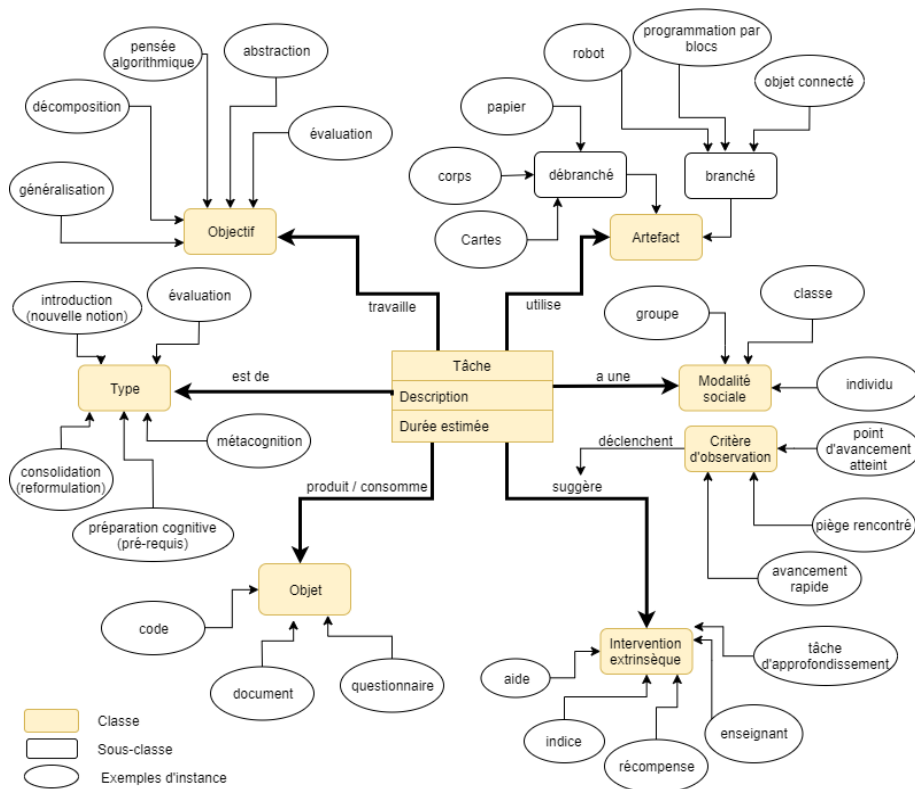 pensée
algorithmique
abstraction
décomposition
évaluation
généralisation
Objectif
programmation par
blocs
robot
objet connecté
papier
corps
débranché
branché
Cartes
Artefact
travaille
utilise
introduction
(nouvelle notion)
évaluation
Type
est de
consolidation
(reformulation)
métacognition
préparation cognitive
(pré-requis)
Tâche
Description
Durée estimée
a une
groupe
classe
Modalité
sociale
individu
déclenchent
Critère
d'observation
point
d'avancement
atteint
piège rencontré
avancement
rapide
produit / consomme
suggère
Objet
code
document
questionnaire
Intervention
extrinsèque
tâche
d'approfondissement
aide
indice
récompense
enseignant
Classe
Sous-classe
Exemples d'instance